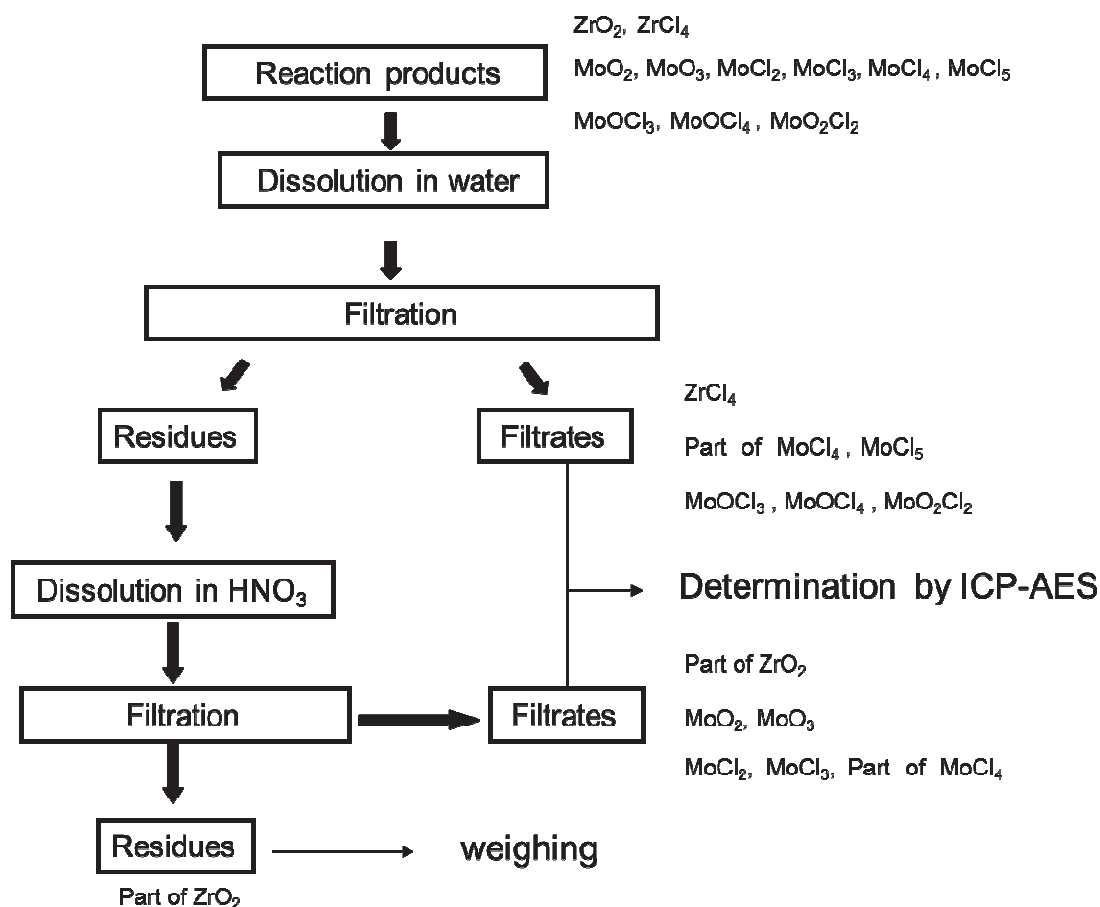 ZrO₂, ZrCl₄
Reaction products
MoO₂, MoO₃, MoCl₂, MoCl₃, MoCl₄, MoCl₅
MoOCl₃, MoOCl₄, MoO₂Cl₂
Dissolution in water
Filtration
Residues
Filtrates
ZrCl₄
Part of MoCl₄, MoCl₅
MoOCl₃, MoOCl₄, MoO₂Cl₂
Dissolution in HNO₃
Determination by ICP-AES
Filtration
Filtrates
Part of ZrO₂
MoO₂, MoO₃
MoCl₂, MoCl₃, Part of MoCl₄
Residues
weighing
Part of ZrO₂